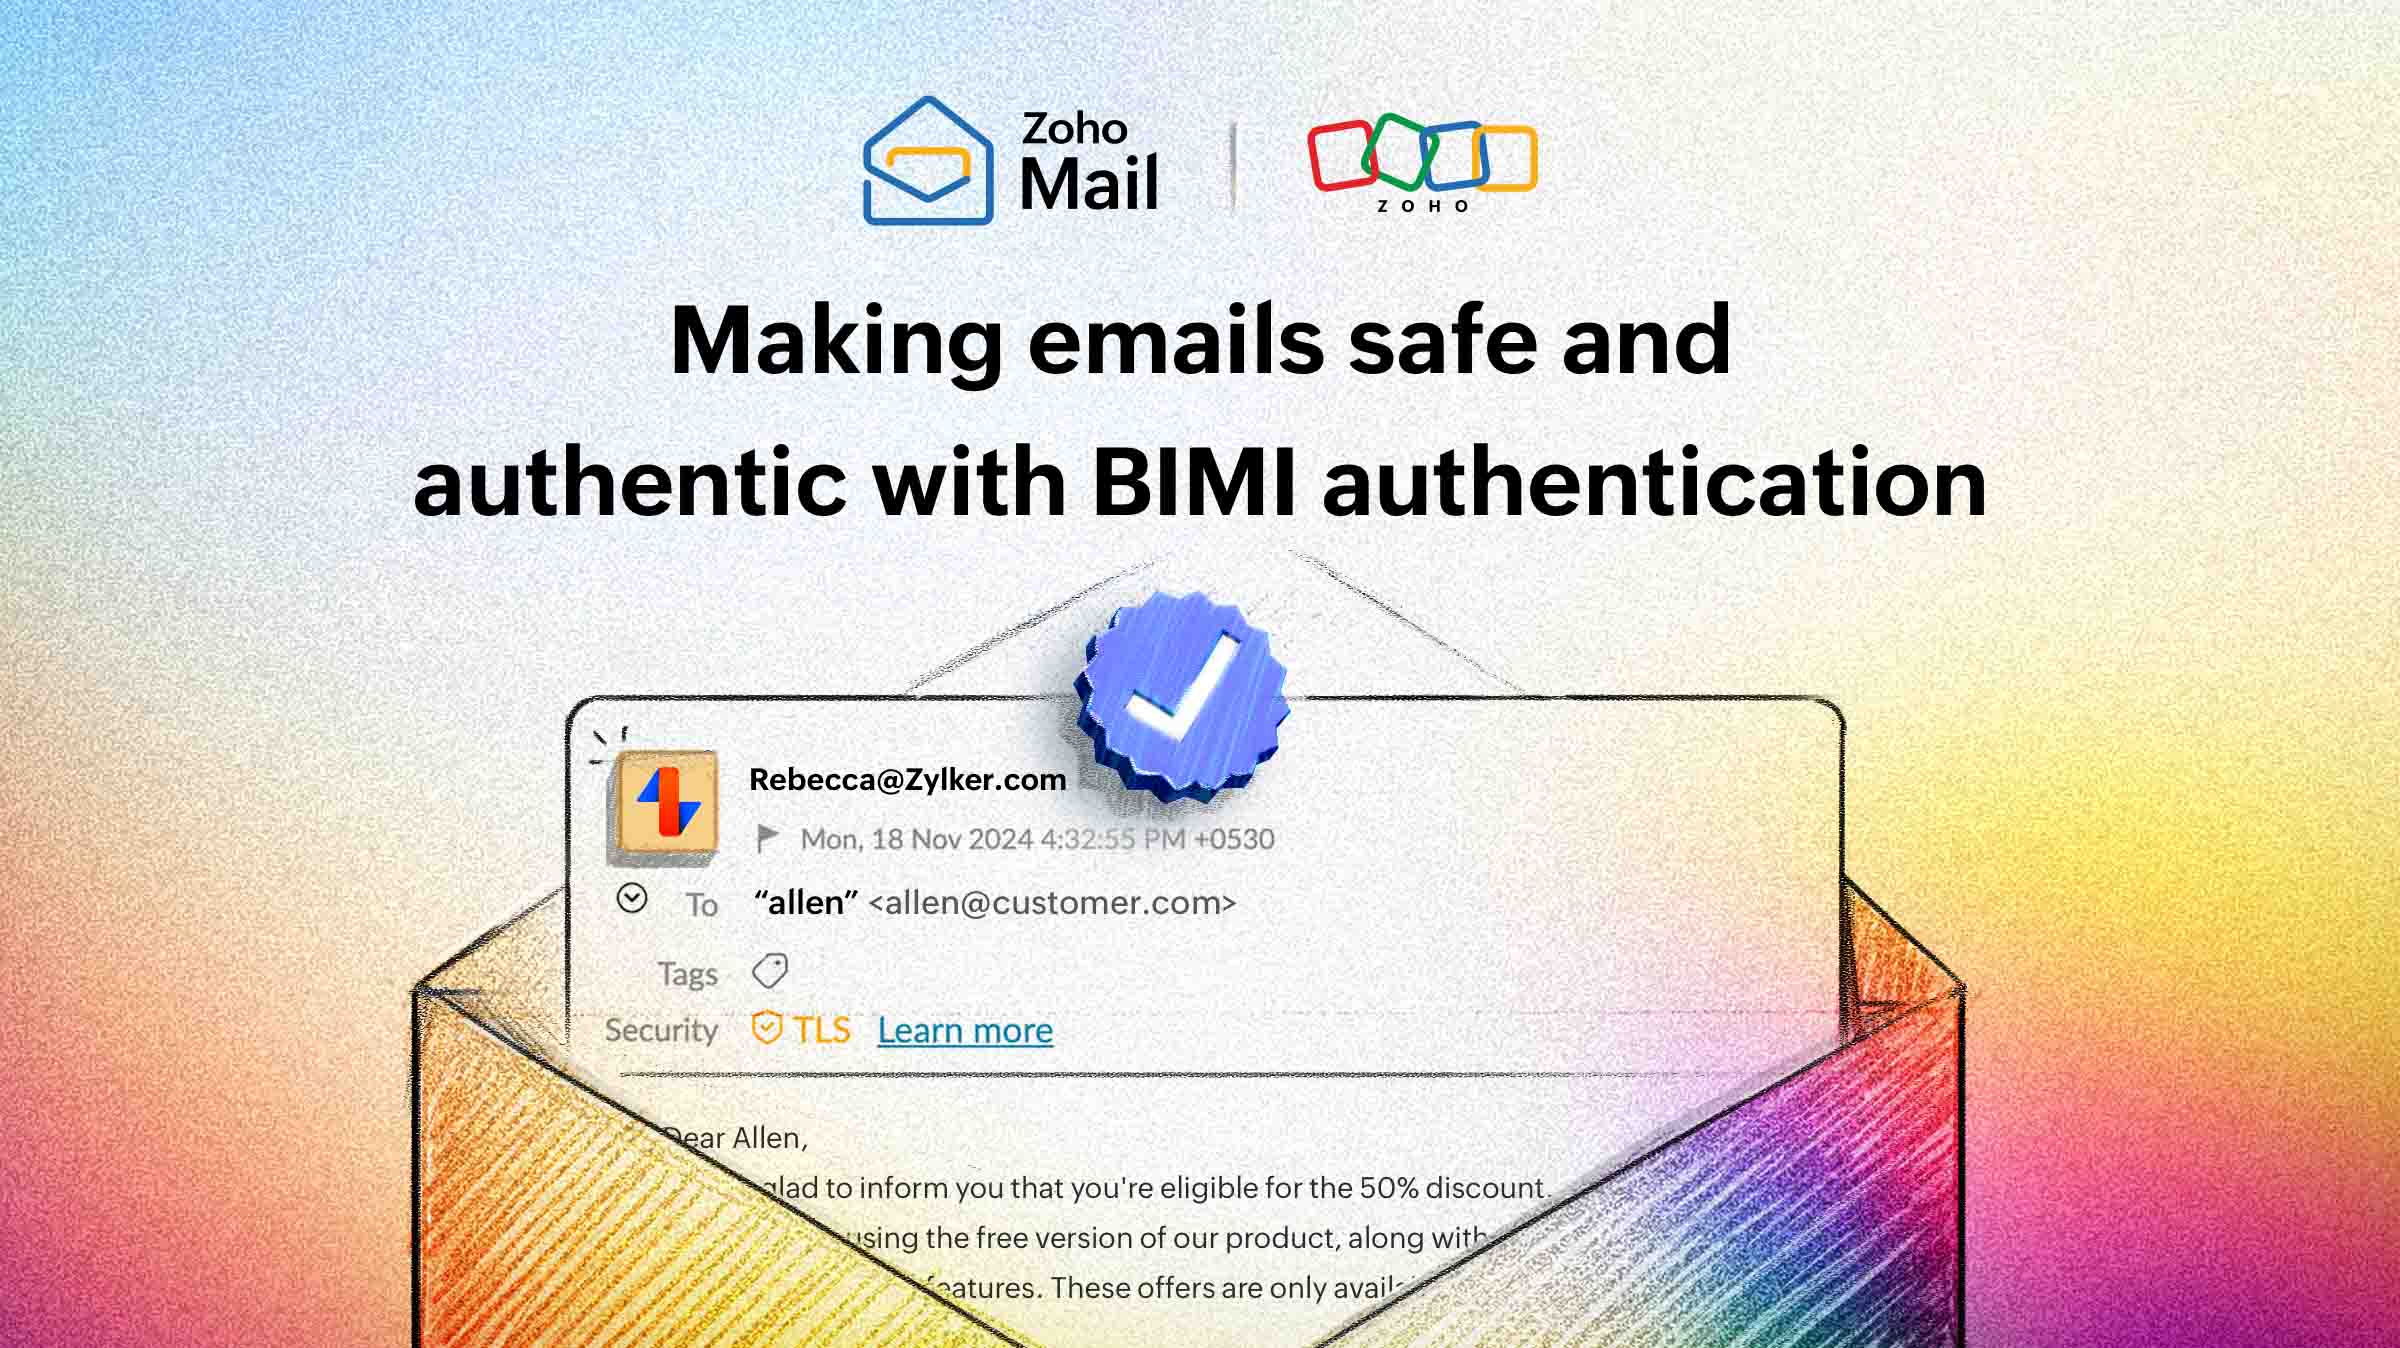 Zoho
Mail
ZOHO
Making emails safe and
authentic with BIMI authentication
Rebecca@Zylker.com
Mon, 18 Nov 2024 4:32:55 PM +0530
To “allen” <allen@customer.com>
Tags
Security TLS Learn more
Dear Allen,
glad to inform you that you're eligible for the 50% discount.
using the free version of our product, along with
features. These offers are only